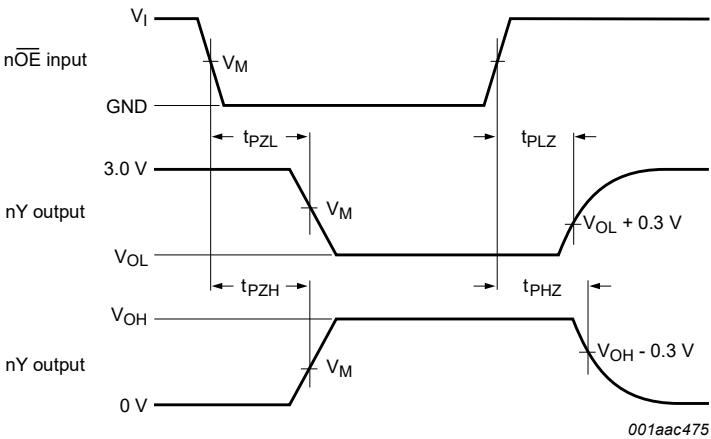 V_I
nO̅E̅ input
V_M
GND
t_PZL
t_PLZ
3.0 V
nY output
V_M
V_OL + 0.3 V
V_OL
t_PZH
t_PHZ
V_OH
V_OH - 0.3 V
nY output
V_M
0 V
001aac475